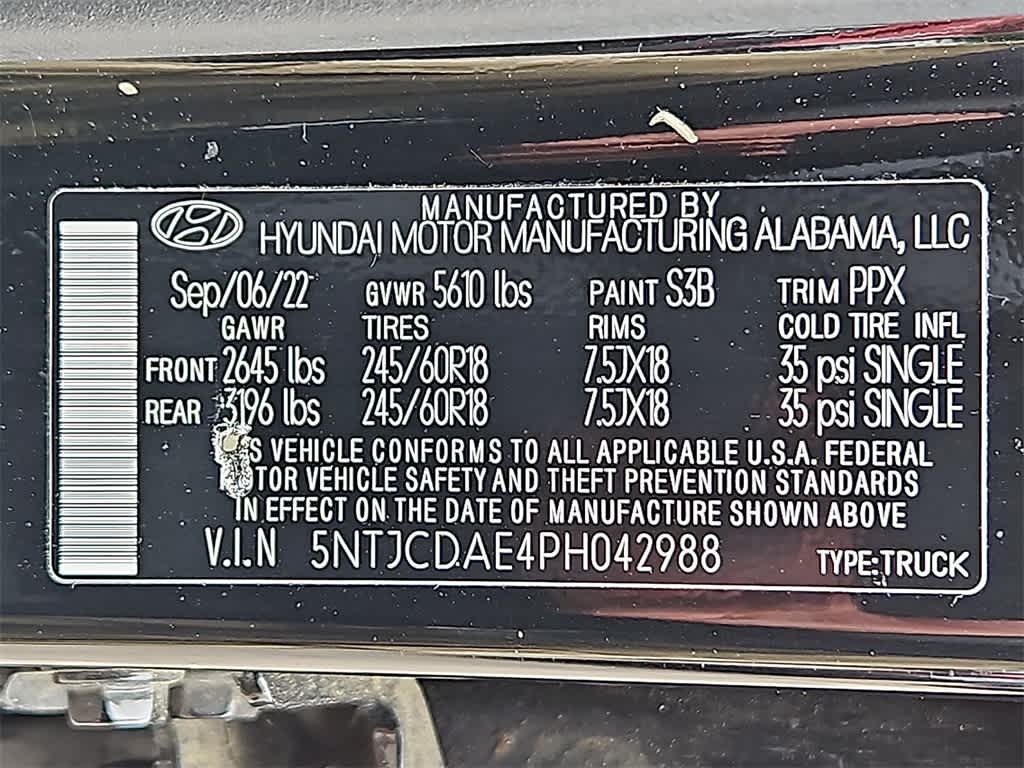 MANUFACTURED BY
HYUNDAI MOTOR MANUFACTURING ALABAMA, LLC
Sep/06/22 GVWR 5610 lbs PAINT S3B TRIM PPX
GAWR TIRES RIMS COLD TIRE INFL
FRONT 2645 lbs 245/60R18 7.5JX18 35 psi SINGLE
REAR 3196 lbs 245/60R18 7.5JX18 35 psi SINGLE
VEHICLE CONFORMS TO ALL APPLICABLE U.S.A. FEDERAL
VEHICLE SAFETY AND THEFT PREVENTION STANDARDS
IN EFFECT ON THE DATE OF MANUFACTURE SHOWN ABOVE
V.I.N 5NTJCDAE4PH042988 TYPE:TRUCK